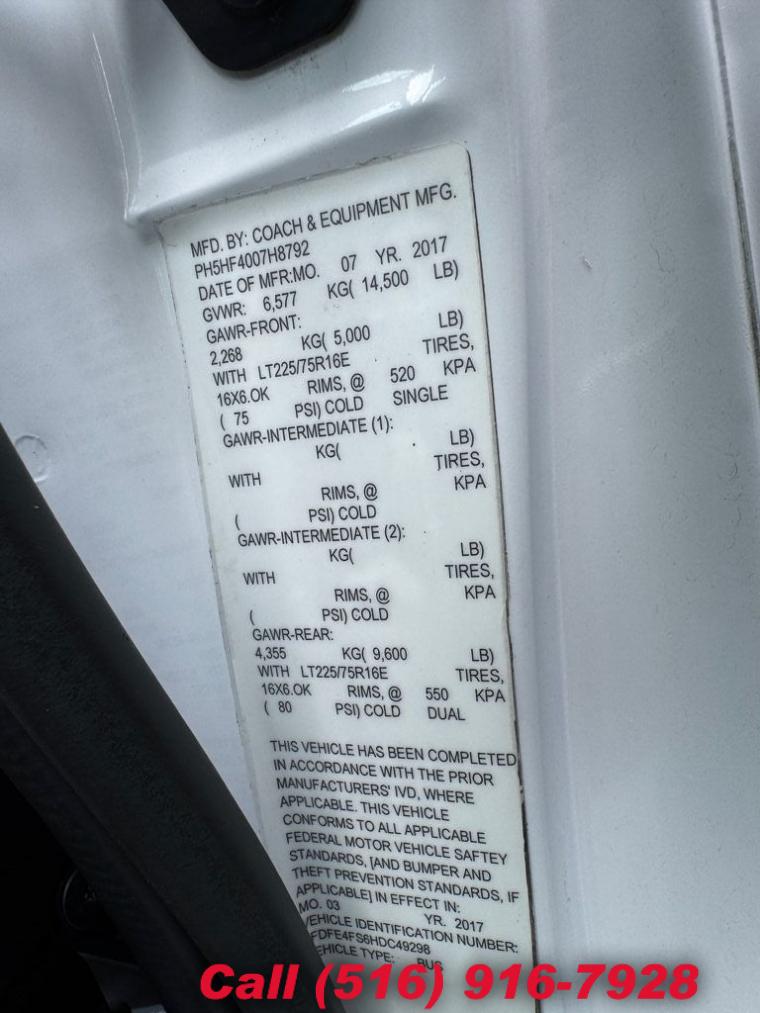 MFD. BY: COACH & EQUIPMENT MFG.
PH5HF4007H8792
DATE OF MFR:MO. 07 YR. 2017
GVWR: 6,577 KG( 14,500 LB)
GAWR-FRONT:
2,268 KG( 5,000 LB)
WITH LT225/75R16E TIRES,
16X6.OK RIMS, @ 520 KPA
( 75 PSI) COLD SINGLE
GAWR-INTERMEDIATE (1):
KG( LB)
WITH TIRES,
RIMS, @ KPA
( PSI) COLD
GAWR-INTERMEDIATE (2):
KG( LB)
WITH TIRES,
RIMS, @ KPA
( PSI) COLD
GAWR-REAR:
4,355 KG( 9,600 LB)
WITH LT225/75R16E TIRES,
16X6.OK RIMS, @ 550 KPA
( 80 PSI) COLD DUAL
THIS VEHICLE HAS BEEN COMPLETED
IN ACCORDANCE WITH THE PRIOR
MANUFACTURERS' IVD, WHERE
APPLICABLE. THIS VEHICLE
CONFORMS TO ALL APPLICABLE
FEDERAL MOTOR VEHICLE SAFTEY
STANDARDS, [AND BUMPER AND
THEFT PREVENTION STANDARDS, IF
APPLICABLE] IN EFFECT IN:
MO. 03 YR. 2017
VEHICLE IDENTIFICATION NUMBER:
FDFE4FS6HDC49298
EHICLE TYPE: BUS
Call (516) 916-7928